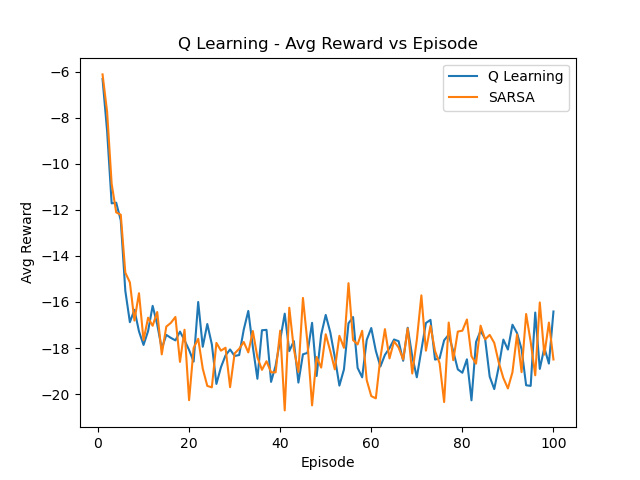 Q Learning - Avg Reward vs Episode
Q Learning
SARSA
−6
−8
−10
−12
−14
−16
−18
−20
Avg Reward
0
20
40
60
80
100
Episode